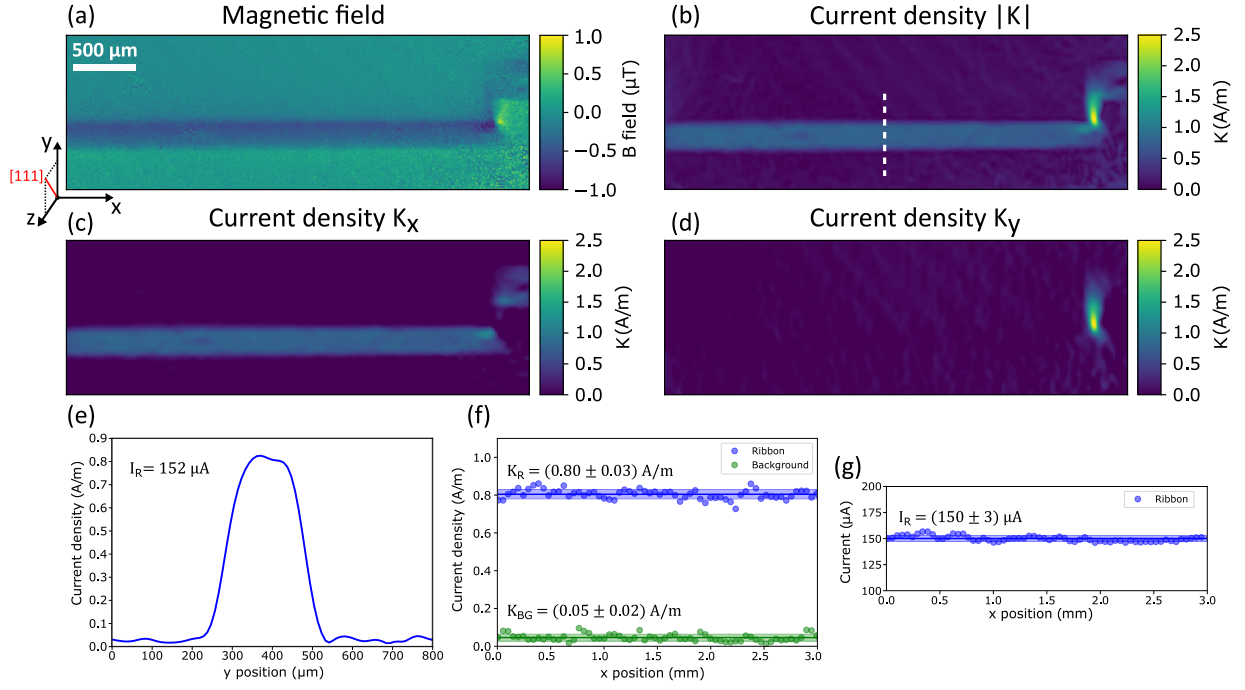 (a)
Magnetic field
500 μm
1.0
0.5
0.0
−0.5
−1.0
B field (μT)
y
[111]
z
x
(b)
Current density |K|
2.5
2.0
1.5
1.0
0.5
0.0
K (A/m)
(c)
Current density Kx
2.5
2.0
1.5
1.0
0.5
0.0
K (A/m)
(d)
Current density Ky
2.5
2.0
1.5
1.0
0.5
0.0
K (A/m)
(e)
0.9
0.8
0.7
0.6
0.5
0.4
0.3
0.2
0.1
0.0
Current density (A/m)
IR= 152 μA
0 100 200 300 400 500 600 700 800
y position (μm)
(f)
1.0
0.8
0.6
0.4
0.2
0.0
Current density (A/m)
Ribbon
Background
KR = (0.80 ± 0.03) A/m
KBG = (0.05 ± 0.02) A/m
0.0 0.5 1.0 1.5 2.0 2.5 3.0
x position (mm)
(g)
200
175
150
125
100
Current (μA)
Ribbon
IR = (150 ± 3) μA
0.0 0.5 1.0 1.5 2.0 2.5 3.0
x position (mm)